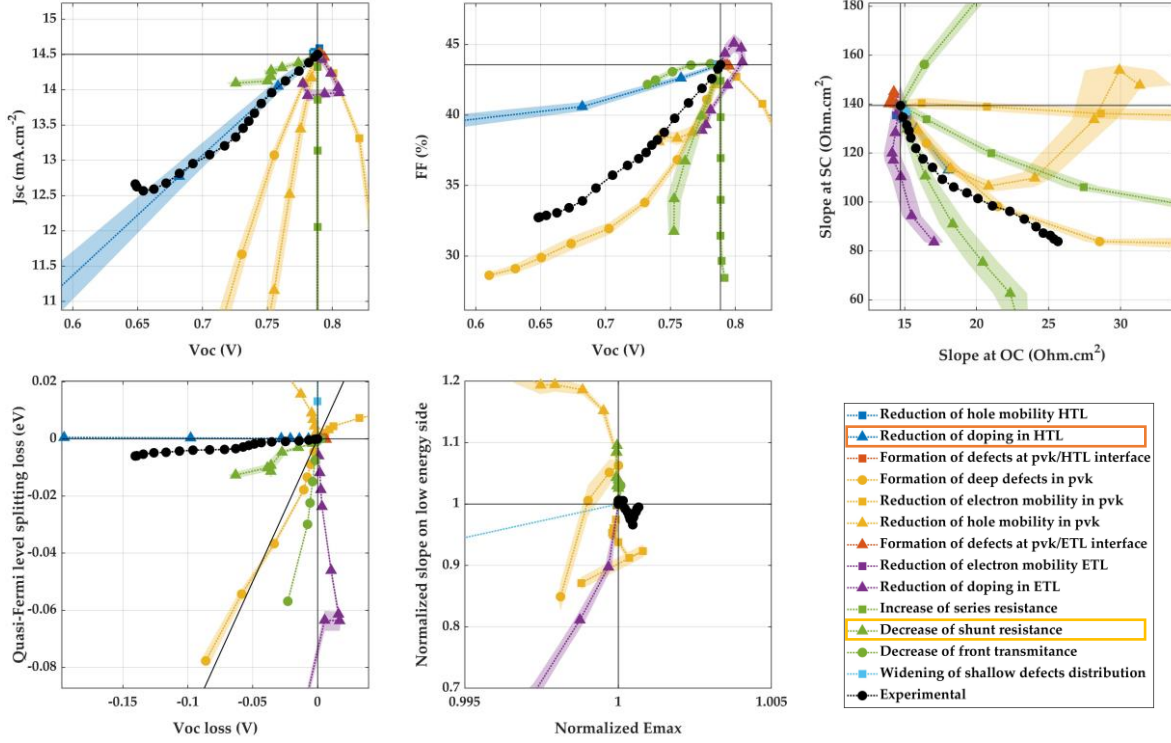 15
14.5
14
13.5
13
12.5
12
11.5
11
Jsc (mA.cm-2)
0.6
0.65
0.7
0.75
0.8
Voc (V)
45
40
35
30
FF (%)
0.6
0.65
0.7
0.75
0.8
Voc (V)
180
160
140
120
100
80
60
Slope at SC (Ohm.cm2)
15
20
25
30
Slope at OC (Ohm.cm2)
0.02
0
-0.02
-0.04
-0.06
-0.08
Quasi-Fermi level splitting loss (eV)
-0.15
-0.1
-0.05
0
Voc loss (V)
1.2
1.1
1
0.9
0.8
0.7
Normalized slope on low energy side
0.995
1
1.005
Normalized Emax
Reduction of hole mobility HTL
Reduction of doping in HTL
Formation of defects at pvk/HTL interface
Formation of deep defects in pvk
Reduction of electron mobility in pvk
Reduction of hole mobility in pvk
Formation of defects at pvk/ETL interface
Reduction of electron mobility ETL
Reduction of doping in ETL
Increase of series resistance
Decrease of shunt resistance
Decrease of front transmitance
Widening of shallow defects distribution
Experimental